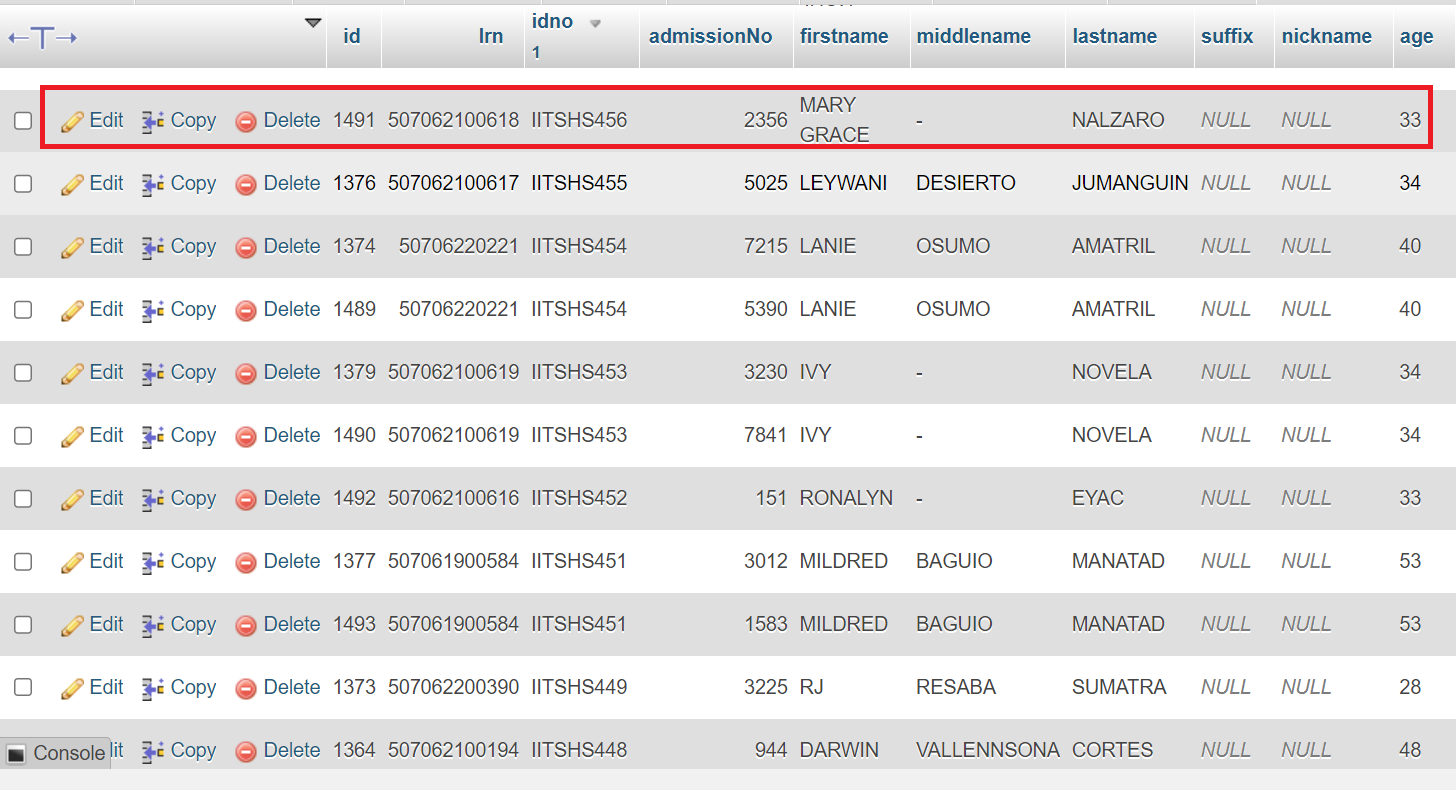 ←T→ id lrn idno 1 admissionNo firstname middlename lastname suffix nickname age
Edit Copy Delete 1491 507062100618 IITSHS456 2356 MARY GRACE - NALZARO NULL NULL 33
Edit Copy Delete 1376 507062100617 IITSHS455 5025 LEYWANI DESIERTO JUMANGUIN NULL NULL 34
Edit Copy Delete 1374 50706220221 IITSHS454 7215 LANIE OSUMO AMATRIL NULL NULL 40
Edit Copy Delete 1489 50706220221 IITSHS454 5390 LANIE OSUMO AMATRIL NULL NULL 40
Edit Copy Delete 1379 507062100619 IITSHS453 3230 IVY - NOVELA NULL NULL 34
Edit Copy Delete 1490 507062100619 IITSHS453 7841 IVY - NOVELA NULL NULL 34
Edit Copy Delete 1492 507062100616 IITSHS452 151 RONALYN - EYAC NULL NULL 33
Edit Copy Delete 1377 507061900584 IITSHS451 3012 MILDRED BAGUIO MANATAD NULL NULL 53
Edit Copy Delete 1493 507061900584 IITSHS451 1583 MILDRED BAGUIO MANATAD NULL NULL 53
Edit Copy Delete 1373 507062200390 IITSHS449 3225 RJ RESABA SUMATRA NULL NULL 28
Console lit Copy Delete 1364 507062100194 IITSHS448 944 DARWIN VALLENNSONA CORTES NULL NULL 48